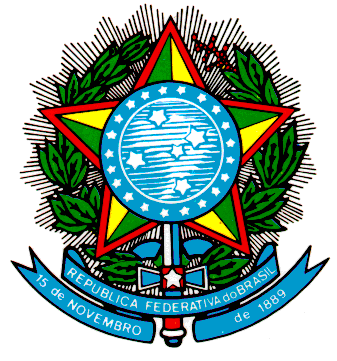 REPUBLICA FEDERATIVA do BRASIL
15 de NOVEMBRO
de 1889